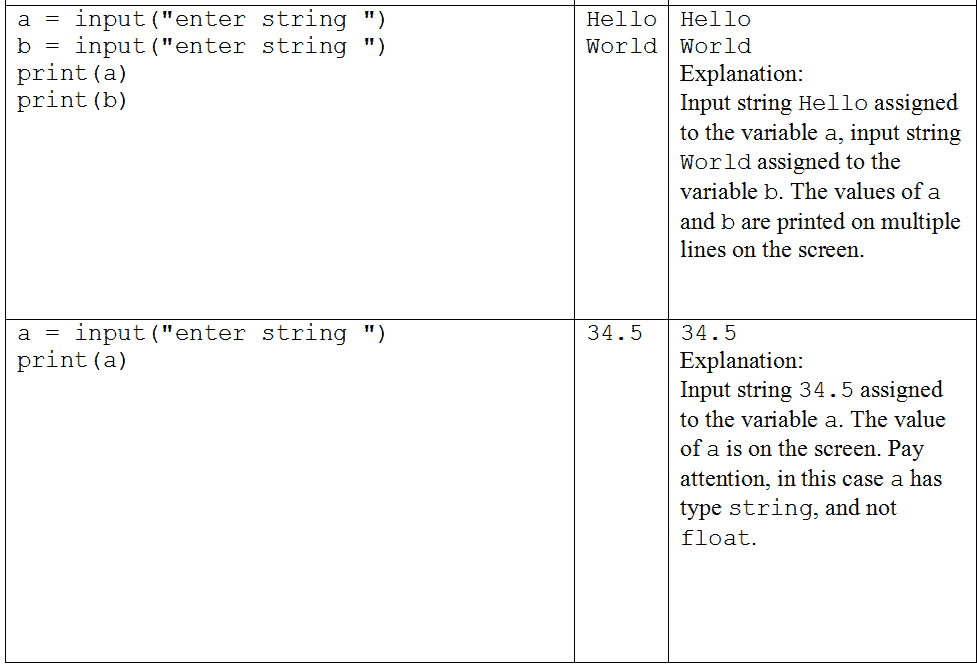 a = input("enter string ")
b = input("enter string ")
print(a)
print(b)
Hello
World
Hello
World
Explanation:
Input string Hello assigned
to the variable a, input string
World assigned to the
variable b. The values of a
and b are printed on multiple
lines on the screen.
a = input("enter string ")
print(a)
34.5
34.5
Explanation:
Input string 34.5 assigned
to the variable a. The value
of a is on the screen. Pay
attention, in this case a has
type string, and not
float.